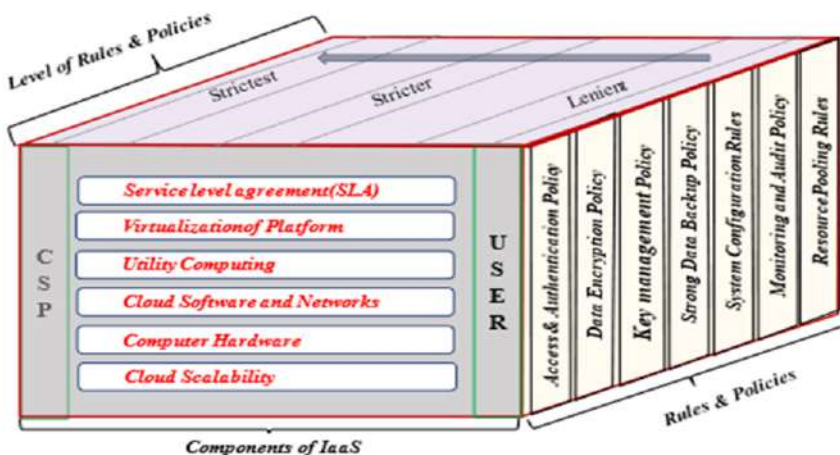 Level of Rules & Policies
Strictest
Stricter
Lenient
CSP
Service level agreement(SLA)
Virtualizationof Platform
Utility Computing
Cloud Software and Networks
Computer Hardware
Cloud Scalability
USER
Access & Authentication Policy
Data Encryption Policy
Key management Policy
Strong Data Backup Policy
System Configuration Rules
Monitoring and Audit Policy
Resource Pooling Rules
Components of IaaS
Rules & Policies